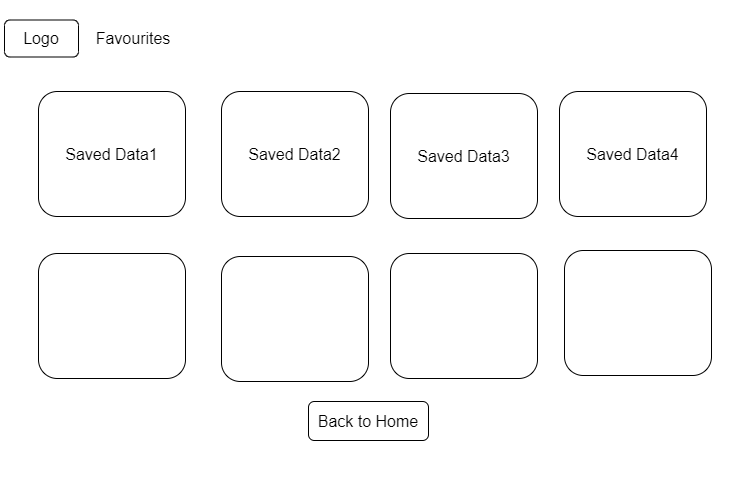 Logo
Favourites
Saved Data1
Saved Data2
Saved Data3
Saved Data4
Back to Home